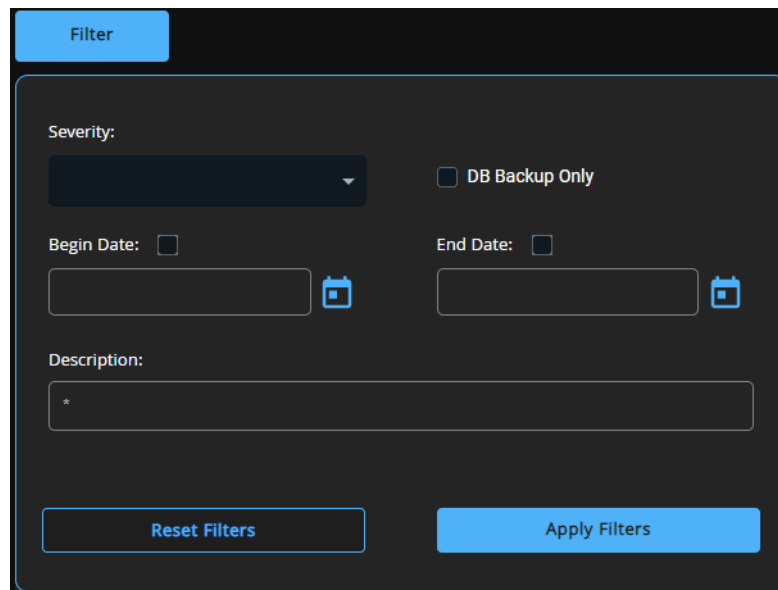 Filter
Severity:
DB Backup Only
Begin Date:
End Date:
Description:
*
Reset Filters
Apply Filters